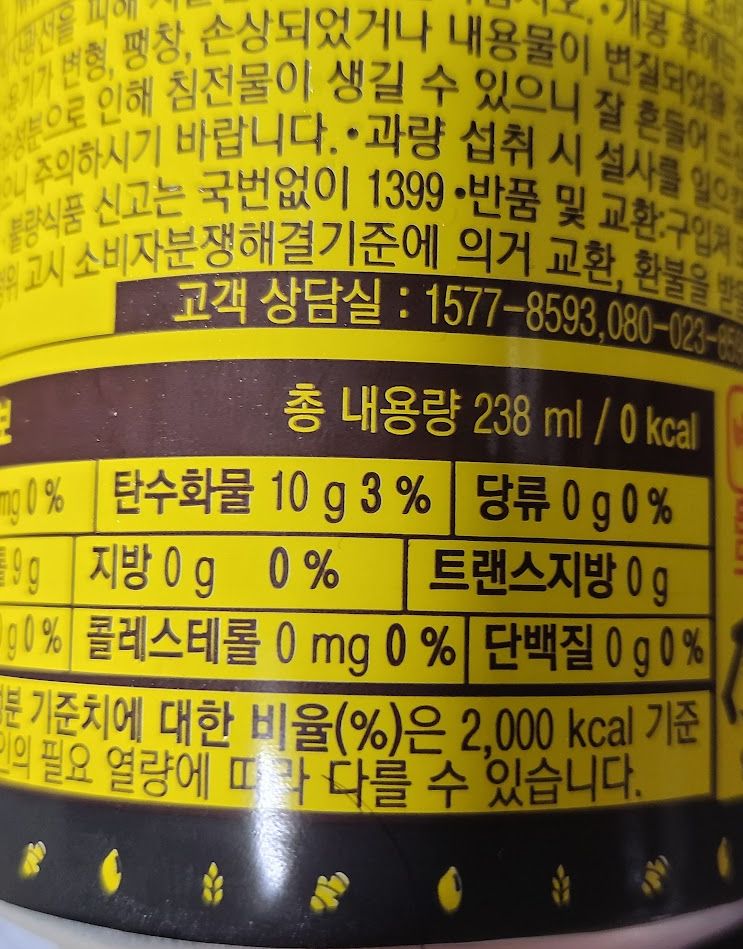 피해
개봉 후에는
변형, 팽창, 손상되었거나 내용물이 변질되었을
성분으로 인해 침전물이 생길 수 있으니 잘 흔들어
주의하시기 바랍니다. •과량 섭취 시 설사를
불량식품 신고는 국번없이 1399 •반품 및 교환:구입처
고시 소비자분쟁해결기준에 의거 교환, 환불을
고객 상담실 : 1577-8593,080-023-
총 내용량 238 ml / 0 kcal
mg 0 % 탄수화물 10 g 3 % 당류 0 g 0 %
9 g 지방 0 g 0 % 트랜스지방 0 g
g 0 % 콜레스테롤 0 mg 0 % 단백질 0 g 0 %
기준치에 대한 비율(%)은 2,000 kcal 기준
필요 열량에 따라 다를 수 있습니다.